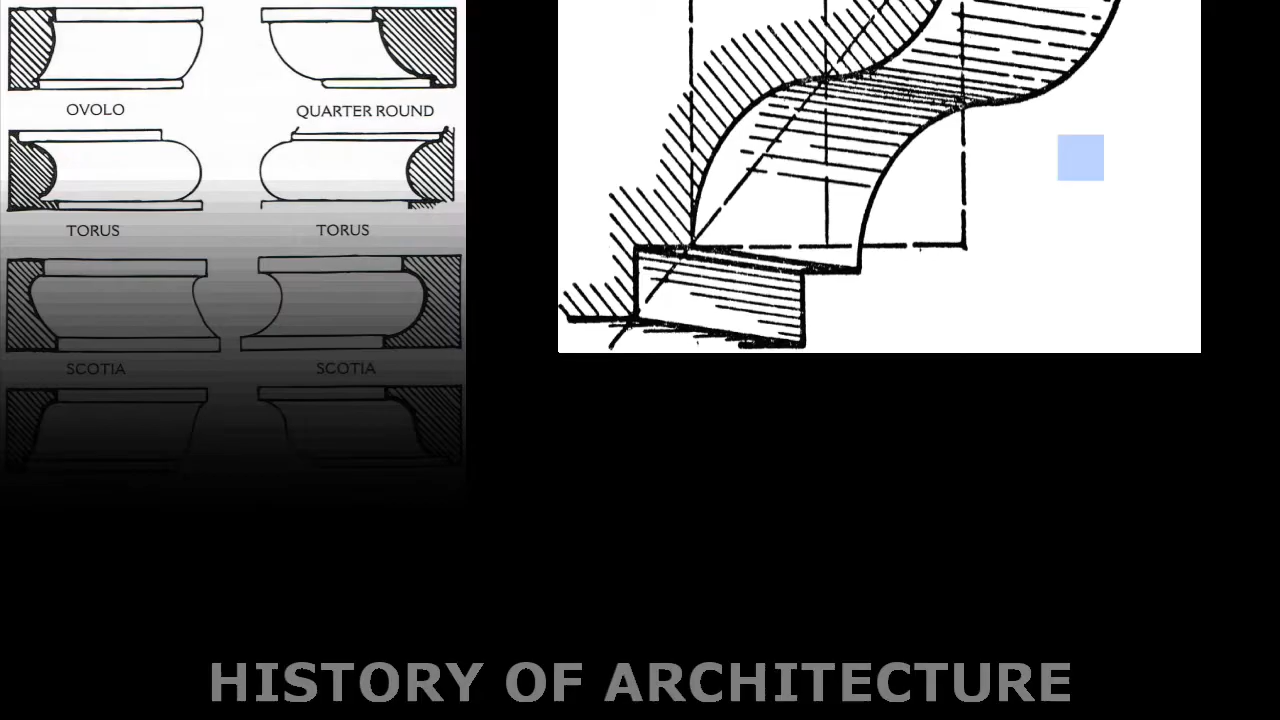 OVOLO
QUARTER ROUND
TORUS
TORUS
SCOTIA
SCOTIA
HISTORY OF ARCHITECTURE